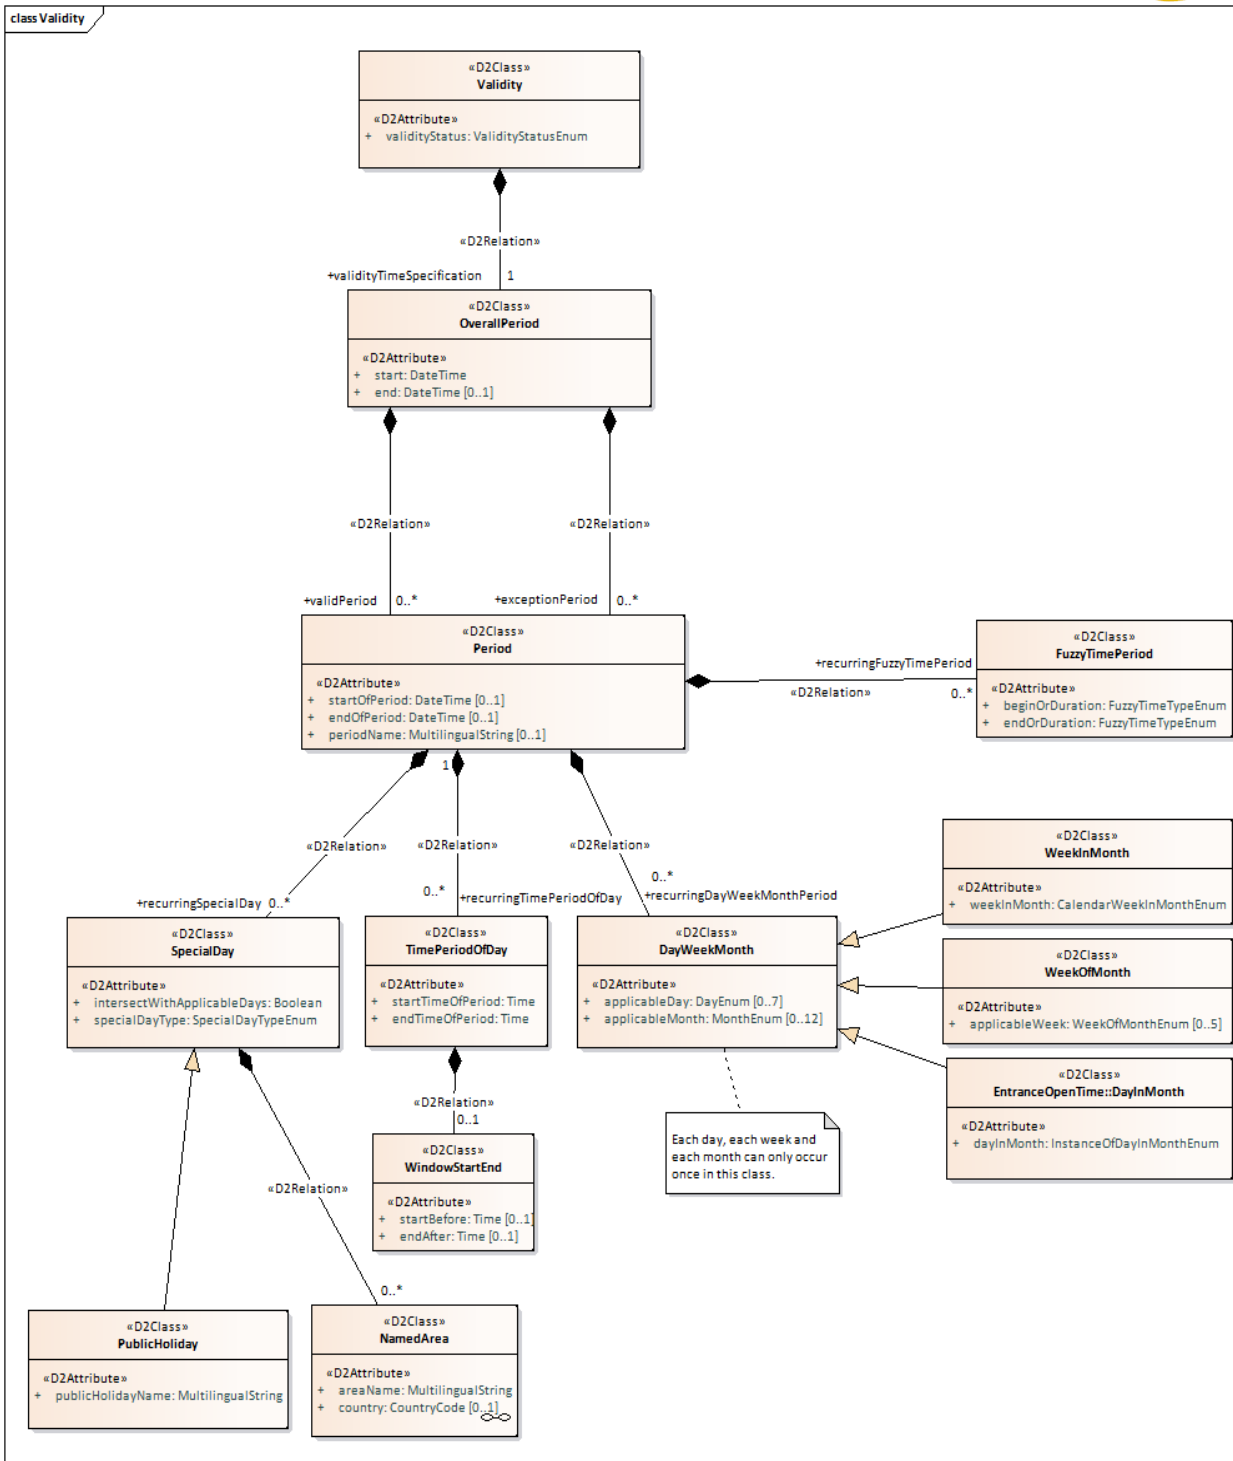 class Validity
«D2Class»
Validity
«D2Attribute»
+ validityStatus: ValidityStatusEnum
«D2Relation»
+validityTimeSpecification 1
«D2Class»
OverallPeriod
«D2Attribute»
+ start: DateTime
+ end: DateTime [0..1]
«D2Relation»
«D2Relation»
+validPeriod 0..*
+exceptionPeriod 0..*
«D2Class»
Period
«D2Attribute»
+ startOfPeriod: DateTime [0..1]
+ endOfPeriod: DateTime [0..1]
+ periodName: MultilingualString [0..1]
+recurringFuzzyTimePeriod
«D2Relation» 0..*
«D2Class»
FuzzyTimePeriod
«D2Attribute»
+ beginOrDuration: FuzzyTimeTypeEnum
+ endOrDuration: FuzzyTimeTypeEnum
1
«D2Relation»
«D2Relation»
«D2Relation»
+recurringSpecialDay 0..*
0..*
+recurringTimePeriodOfDay
0..*
+recurringDayWeekMonthPeriod
«D2Class»
SpecialDay
«D2Attribute»
+ intersectWithApplicableDays: Boolean
+ specialDayType: SpecialDayTypeEnum
«D2Class»
TimePeriodOfDay
«D2Attribute»
+ startTimeOfPeriod: Time
+ endTimeOfPeriod: Time
«D2Class»
DayWeekMonth
«D2Attribute»
+ applicableDay: DayEnum [0..7]
+ applicableMonth: MonthEnum [0..12]
«D2Class»
WeekInMonth
«D2Attribute»
+ weekInMonth: CalendarWeekInMonthEnum
«D2Class»
WeekOfMonth
«D2Attribute»
+ applicableWeek: WeekOfMonthEnum [0..5]
«D2Class»
EntranceOpenTime::DayInMonth
«D2Attribute»
+ dayInMonth: InstanceOfDayInMonthEnum
«D2Relation»
0..1
«D2Class»
WindowStartEnd
«D2Attribute»
+ startBefore: Time [0..1]
+ endAfter: Time [0..1]
Each day, each week and
each month can only occur
once in this class.
«D2Relation»
0..*
«D2Class»
PublicHoliday
«D2Attribute»
+ publicHolidayName: MultilingualString
«D2Class»
NamedArea
«D2Attribute»
+ areaName: MultilingualString
+ country: CountryCode [0..1]